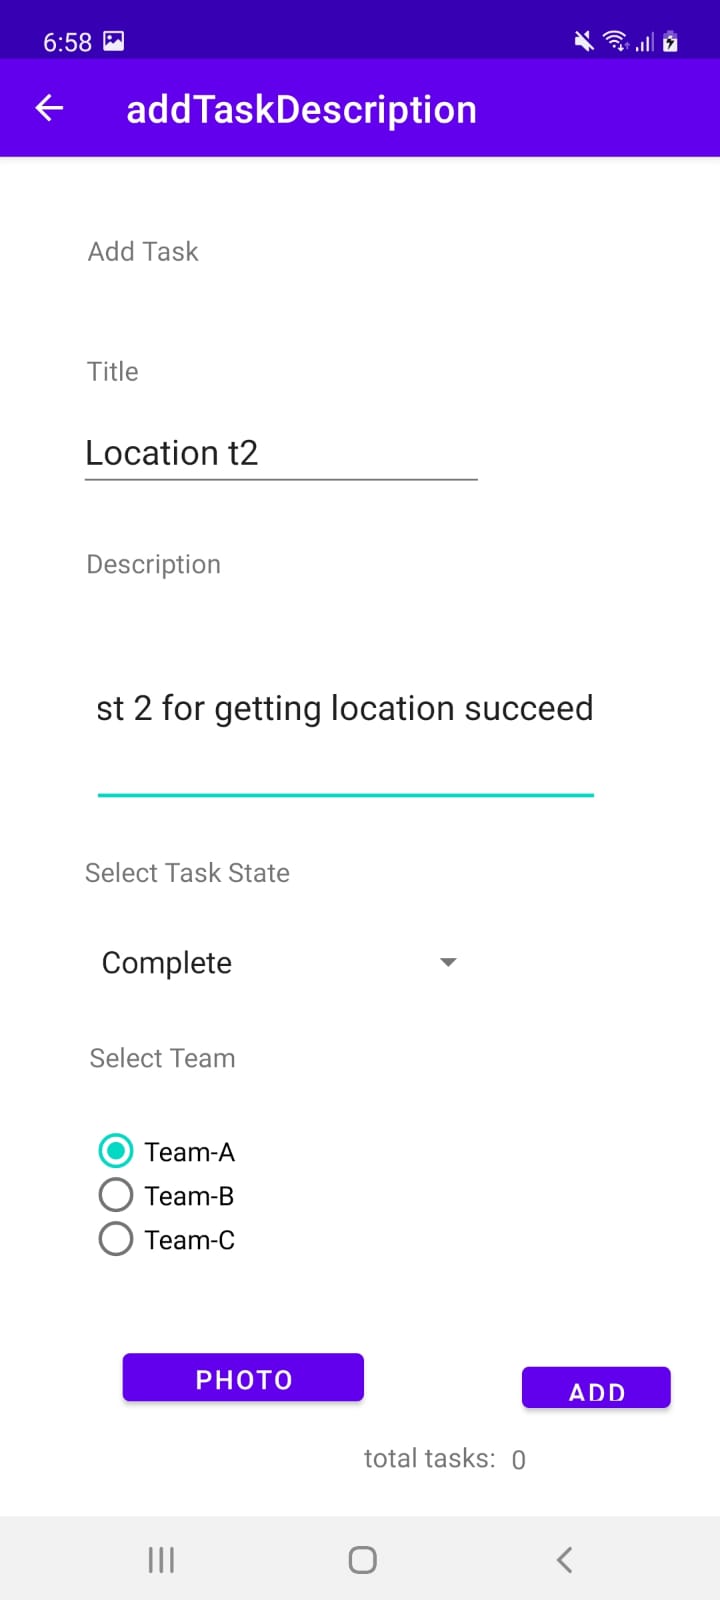 6:58
addTaskDescription
Add Task
Title
Location t2
Description
st 2 for getting location succeed
Select Task State
Complete
Select Team
Team-A
Team-B
Team-C
PHOTO
ADD
total tasks: 0